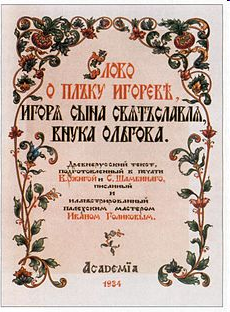 Слово
о плъку Игоревѣ,
Игоря сына Святъславля,
внука Ольгова.
Древнерусский текст,
подготовленный к печати
В. Ржигой и С. Шамбинаго,
писанный
и
иллюстрированный
палехским мастером
Иваном Голиковым.
Academia
1934